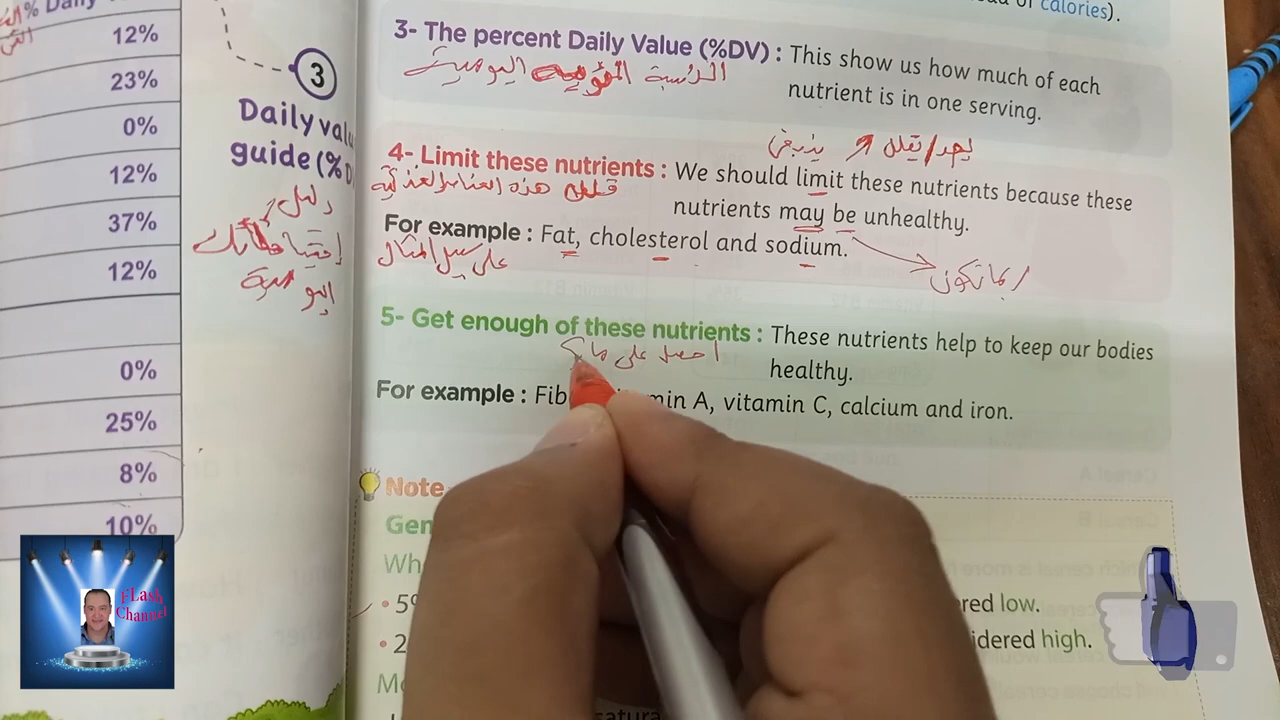 % Daily
12%
23%
0%
12%
37%
12%
0%
25%
8%
10%
3
Daily valu
guide (% D
دليل
اليومية
of calories).
3- The percent Daily Value (%DV) : This show us how much of each
nutrient is in one serving.
النسبة المئوية اليومية
يحد/يقلل
ينبغي
4- Limit these nutrients : We should limit these nutrients because these
nutrients may be unhealthy.
قلل هذه العناصر الغذائية
For example : Fat, cholesterol and sodium.
على سبيل المثال
ربما تكون
5- Get enough of these nutrients : These nutrients help to keep our bodies
healthy.
احصل على ما
For example : Fib min A, vitamin C, calcium and iron.
Note
Gen
Wh
• 5 red low.
• 2 idered high.
Flash
Channel